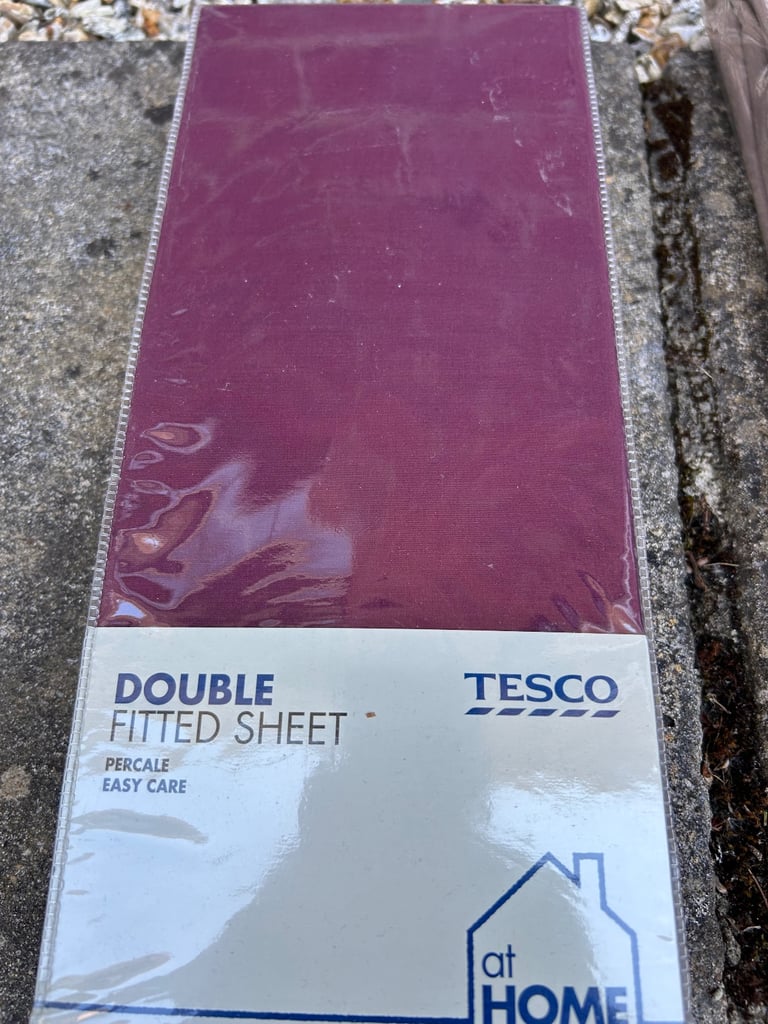 DOUBLE
FITTED SHEET
PERCALE
EASY CARE
TESCO
at
HOME